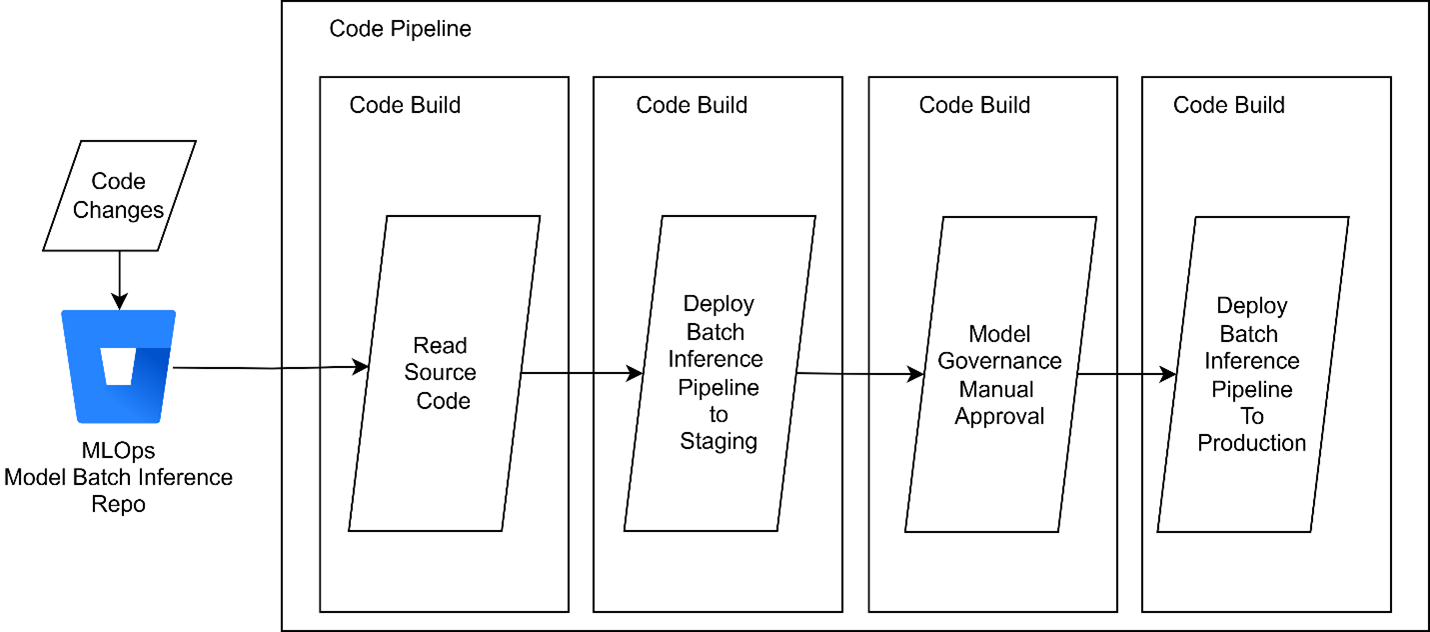 Code Pipeline
Code Build
Code Build
Code Build
Code Build
Code
Changes
MLOps
Model Batch Inference
Repo
Read
Source
Code
Deploy
Batch
Inference
Pipeline
to
Staging
Model
Governance
Manual
Approval
Deploy
Batch
Inference
Pipeline
To
Production